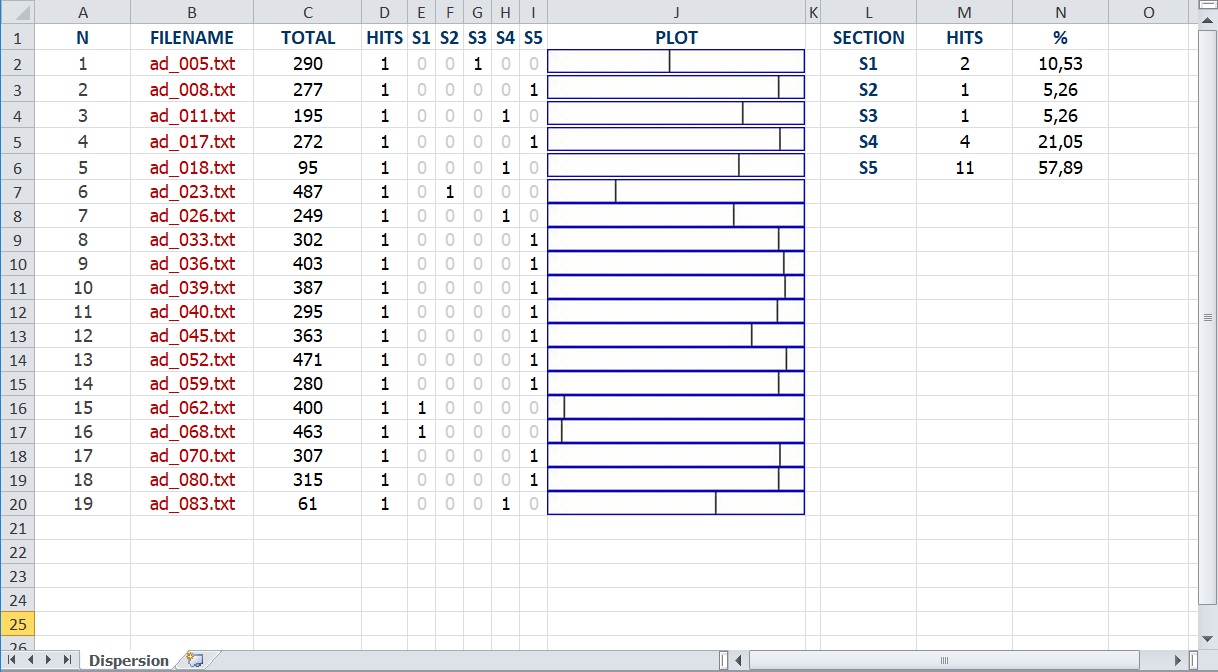 A B C D E F G H I J K L M N O
1 N FILENAME TOTAL HITS S1 S2 S3 S4 S5 PLOT SECTION HITS %
2 1 ad_005.txt 290 1 0 0 1 0 0 S1 2 10,53
3 2 ad_008.txt 277 1 0 0 0 0 1 S2 1 5,26
4 3 ad_011.txt 195 1 0 0 0 1 0 S3 1 5,26
5 4 ad_017.txt 272 1 0 0 0 0 1 S4 4 21,05
6 5 ad_018.txt 95 1 0 0 0 1 0 S5 11 57,89
7 6 ad_023.txt 487 1 0 1 0 0 0
8 7 ad_026.txt 249 1 0 0 0 1 0
9 8 ad_033.txt 302 1 0 0 0 0 1
10 9 ad_036.txt 403 1 0 0 0 0 1
11 10 ad_039.txt 387 1 0 0 0 0 1
12 11 ad_040.txt 295 1 0 0 0 0 1
13 12 ad_045.txt 363 1 0 0 0 0 1
14 13 ad_052.txt 471 1 0 0 0 0 1
15 14 ad_059.txt 280 1 0 0 0 0 1
16 15 ad_062.txt 400 1 1 0 0 0 0
17 16 ad_068.txt 463 1 1 0 0 0 0
18 17 ad_070.txt 307 1 0 0 0 0 1
19 18 ad_080.txt 315 1 0 0 0 0 1
20 19 ad_083.txt 61 1 0 0 0 1 0
21
22
23
24
25
26
Dispersion